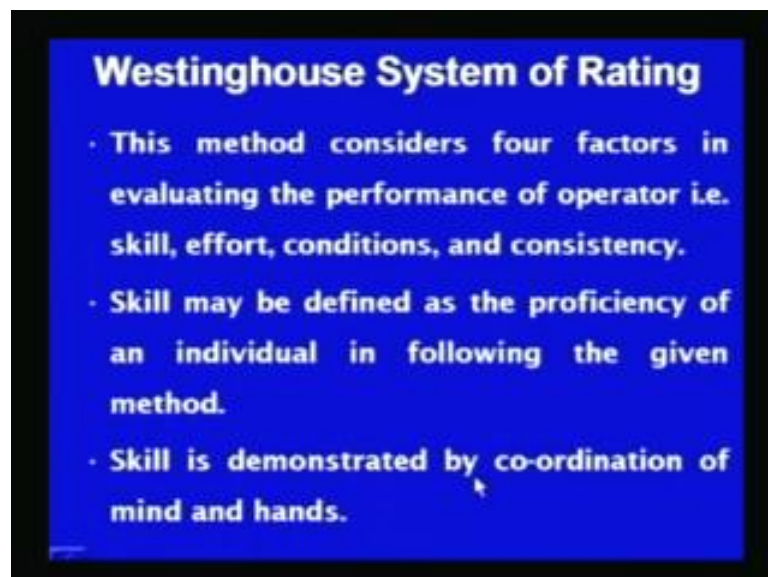 Westinghouse System of Rating
· This method considers four factors in
evaluating the performance of operator i.e.
skill, effort, conditions, and consistency.
· Skill may be defined as the proficiency of
an individual in following the given
method.
· Skill is demonstrated by co-ordination of
mind and hands.